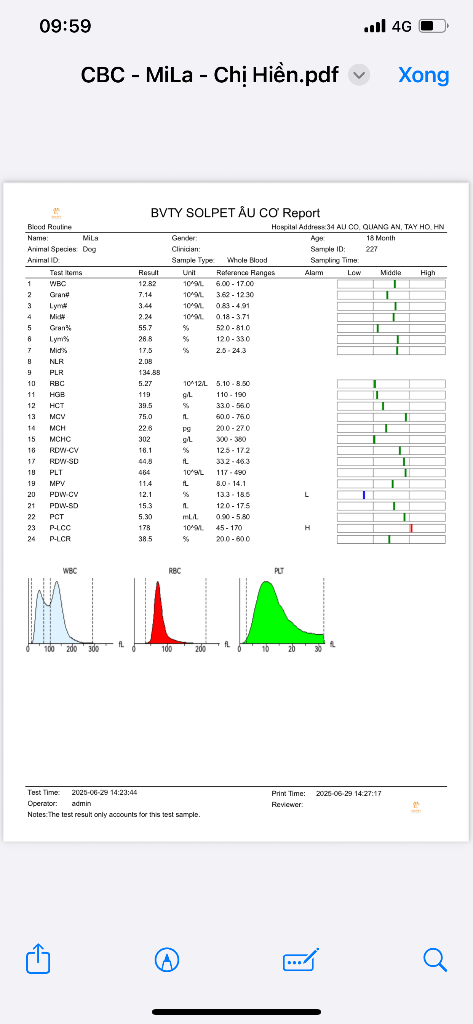 09:59
4G
CBC - MiLa - Chị Hiền.pdf
Xong
BVTY SOLPET ÂU CƠ Report
Blood Routine Hospital Address:34 AU CO, QUANG AN, TAY HO, HN
Name: MiLa Gender: Age: 18 Month
Animal Species: Dog Clinician: Sample ID: 227
Animal ID: Sample Type: Whole Blood Sampling Time:
Test Items Result Unit Reference Ranges Alarm Low Middle High
1 WBC 12.82 10^9/L 6.00 - 17.00
2 Gran# 7.14 10^9/L 3.62 - 12.30
3 Lym# 3.44 10^9/L 0.83 - 4.91
4 Mid# 2.24 10^9/L 0.18 - 3.71
5 Gran% 55.7 % 52.0 - 81.0
6 Lym% 26.8 % 12.0 - 33.0
7 Mid% 17.5 % 2.5 - 24.3
8 NLR 2.08
9 PLR 134.88
10 RBC 5.27 10^12/L 5.10 - 8.50
11 HGB 119 g/L 110 - 190
12 HCT 39.5 % 33.0 - 56.0
13 MCV 75.0 fL 60.0 - 76.0
14 MCH 22.6 pg 20.0 - 27.0
15 MCHC 302 g/L 300 - 380
16 RDW-CV 16.1 % 12.5 - 17.2
17 RDW-SD 44.8 fL 33.2 - 46.3
18 PLT 464 10^9/L 117 - 490
19 MPV 11.4 fL 8.0 - 14.1
20 PDW-CV 12.1 % 13.3 - 18.5 L
21 PDW-SD 15.3 fL 12.0 - 17.5
22 PCT 5.30 mL/L 0.90 - 5.80
23 P-LCC 178 10^9/L 45 - 170 H
24 P-LCR 38.5 % 20.0 - 60.0
WBC RBC PLT
0 100 200 300 fL 0 100 200 fL 0 10 20 30 fL
Test Time: 2025-06-29 14:23:44 Print Time: 2025-06-29 14:27:17
Operator: admin Reviewer:
Notes:The test result only accounts for this test sample.